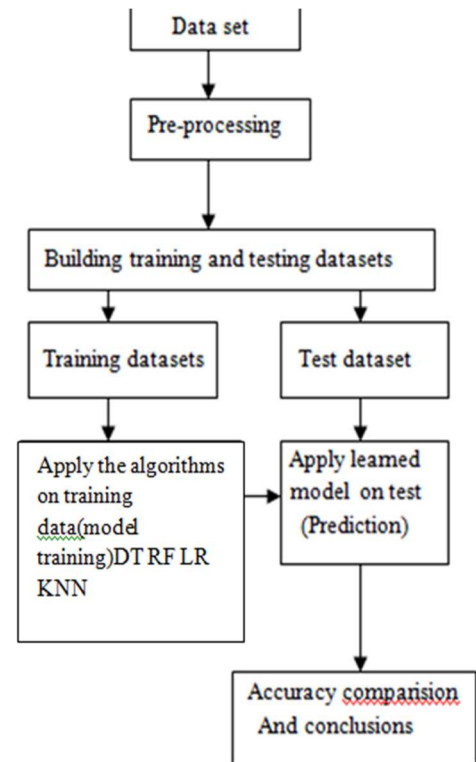 Data set
Pre-processing
Building training and testing datasets
Training datasets
Test dataset
Apply the algorithms
on training
data(model
training)DT RF LR
KNN
Apply learned
model on test
(Prediction)
Accuracy comparision
And conclusions